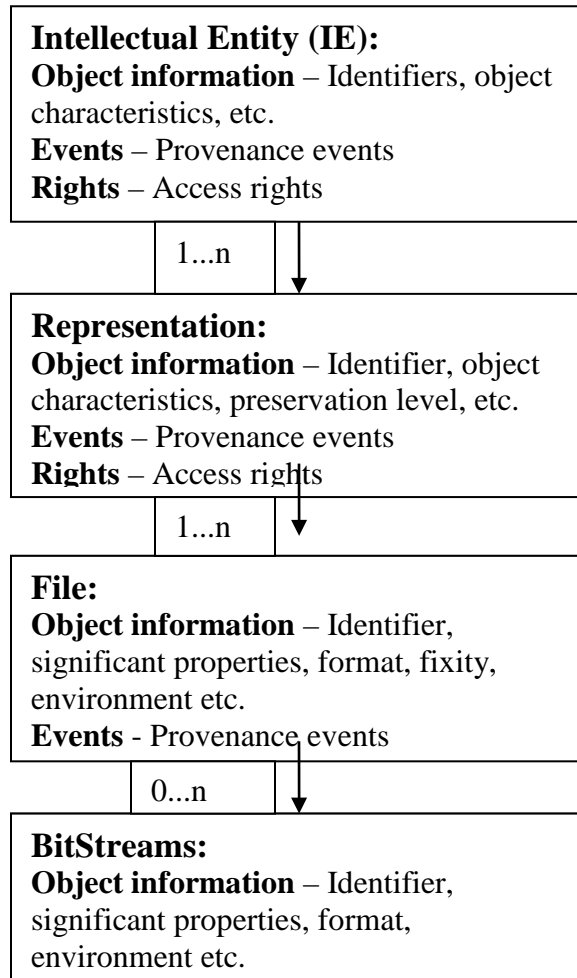 Intellectual Entity (IE):
Object information – Identifiers, object
characteristics, etc.
Events – Provenance events
Rights – Access rights
1...n
Representation:
Object information – Identifier, object
characteristics, preservation level, etc.
Events – Provenance events
Rights – Access rights
1...n
File:
Object information – Identifier,
significant properties, format, fixity,
environment etc.
Events - Provenance events
0...n
BitStreams:
Object information – Identifier,
significant properties, format,
environment etc.